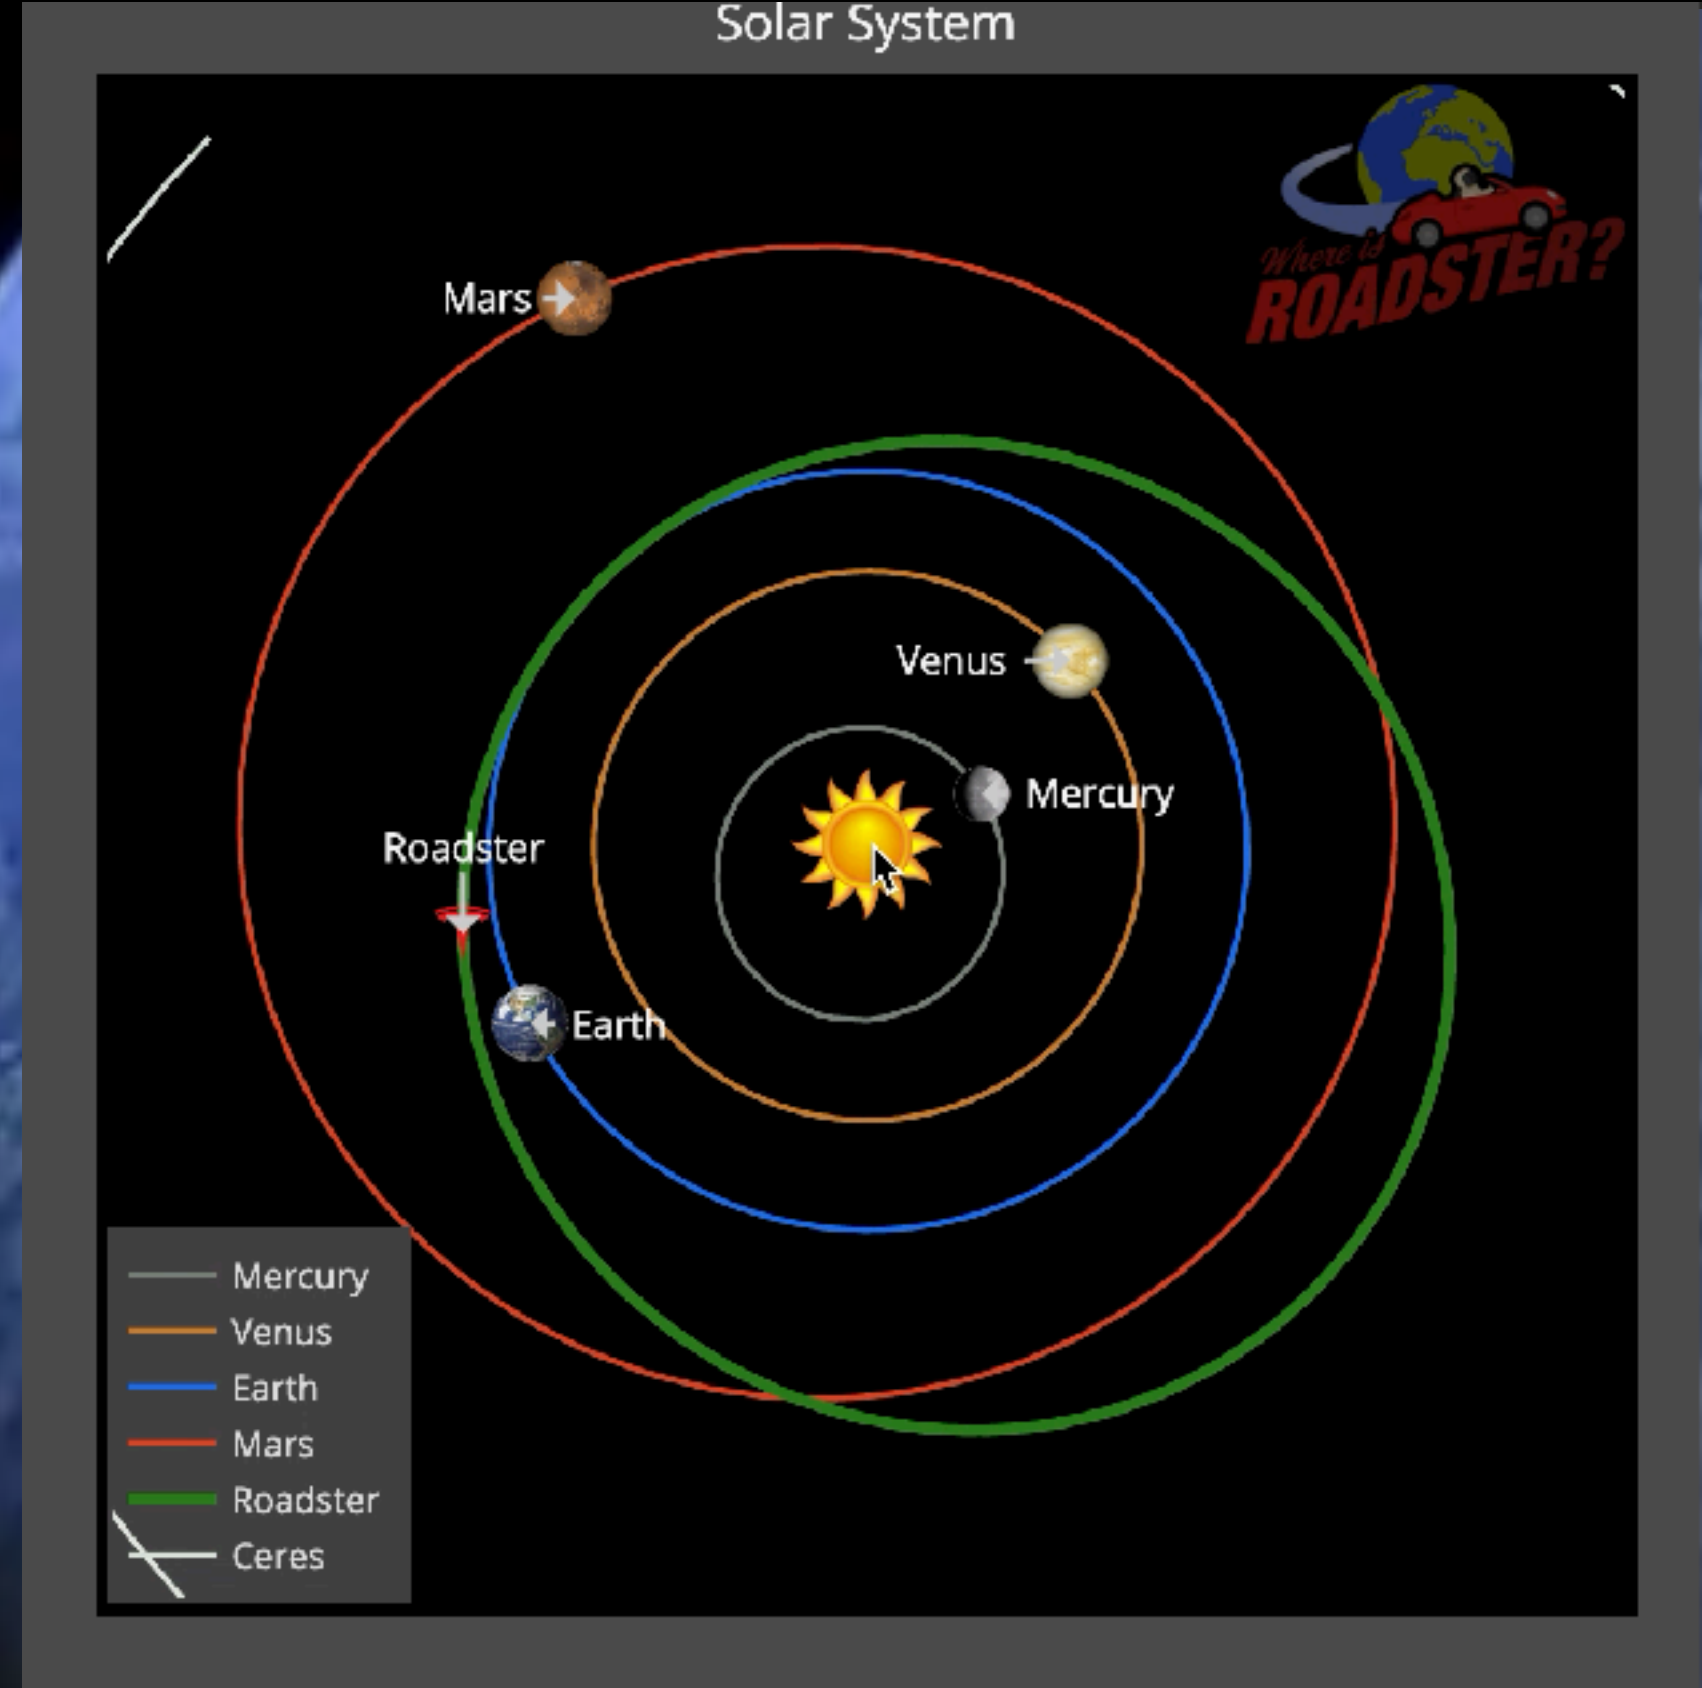 Solar System
Where is
ROADSTER?
Mars
Venus
Mercury
Roadster
Earth
Mercury
Venus
Earth
Mars
Roadster
Ceres